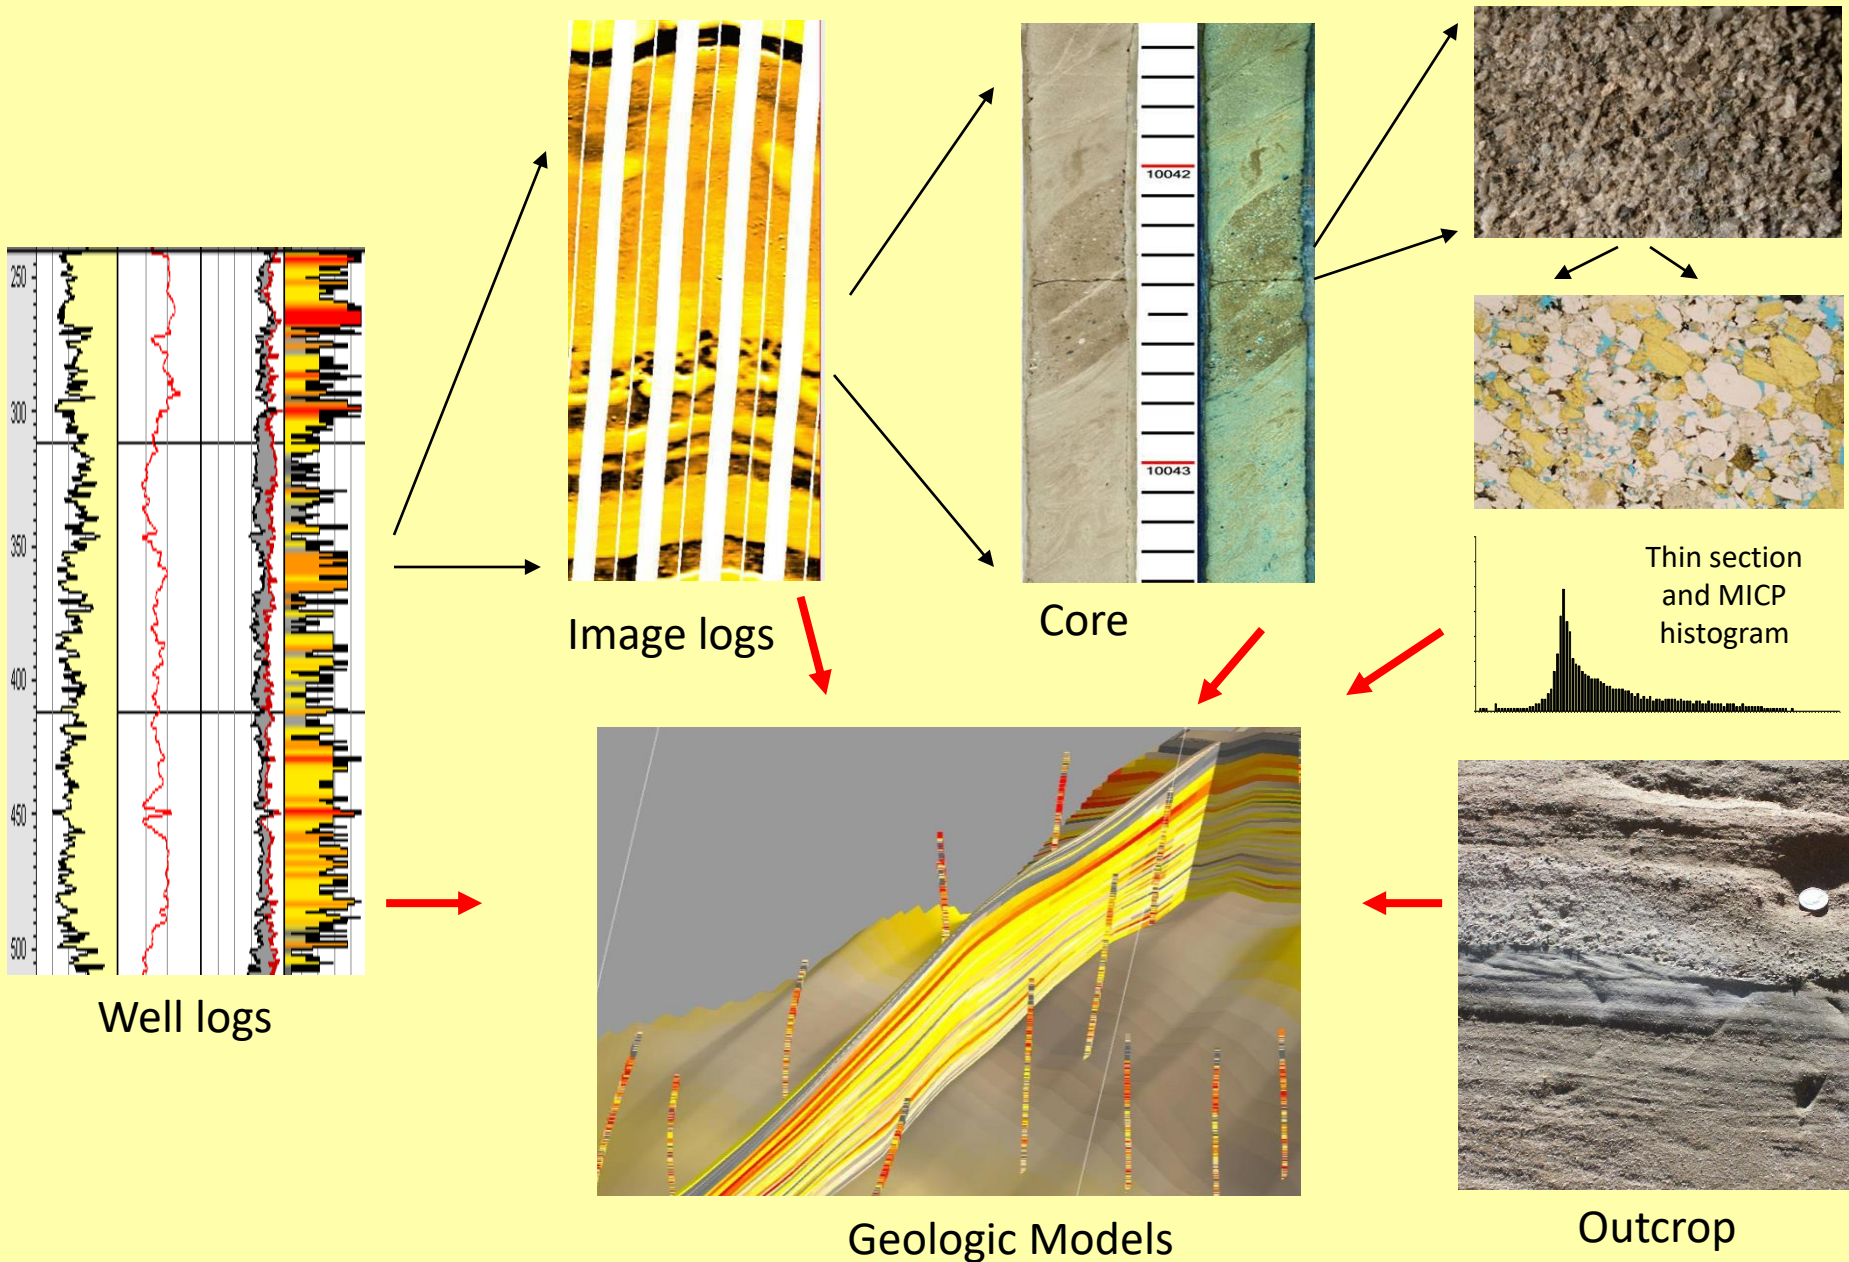 250
300
350
400
450
500
Well logs
Image logs
10042
10043
Core
Thin section
and MICP
histogram
Geologic Models
Outcrop